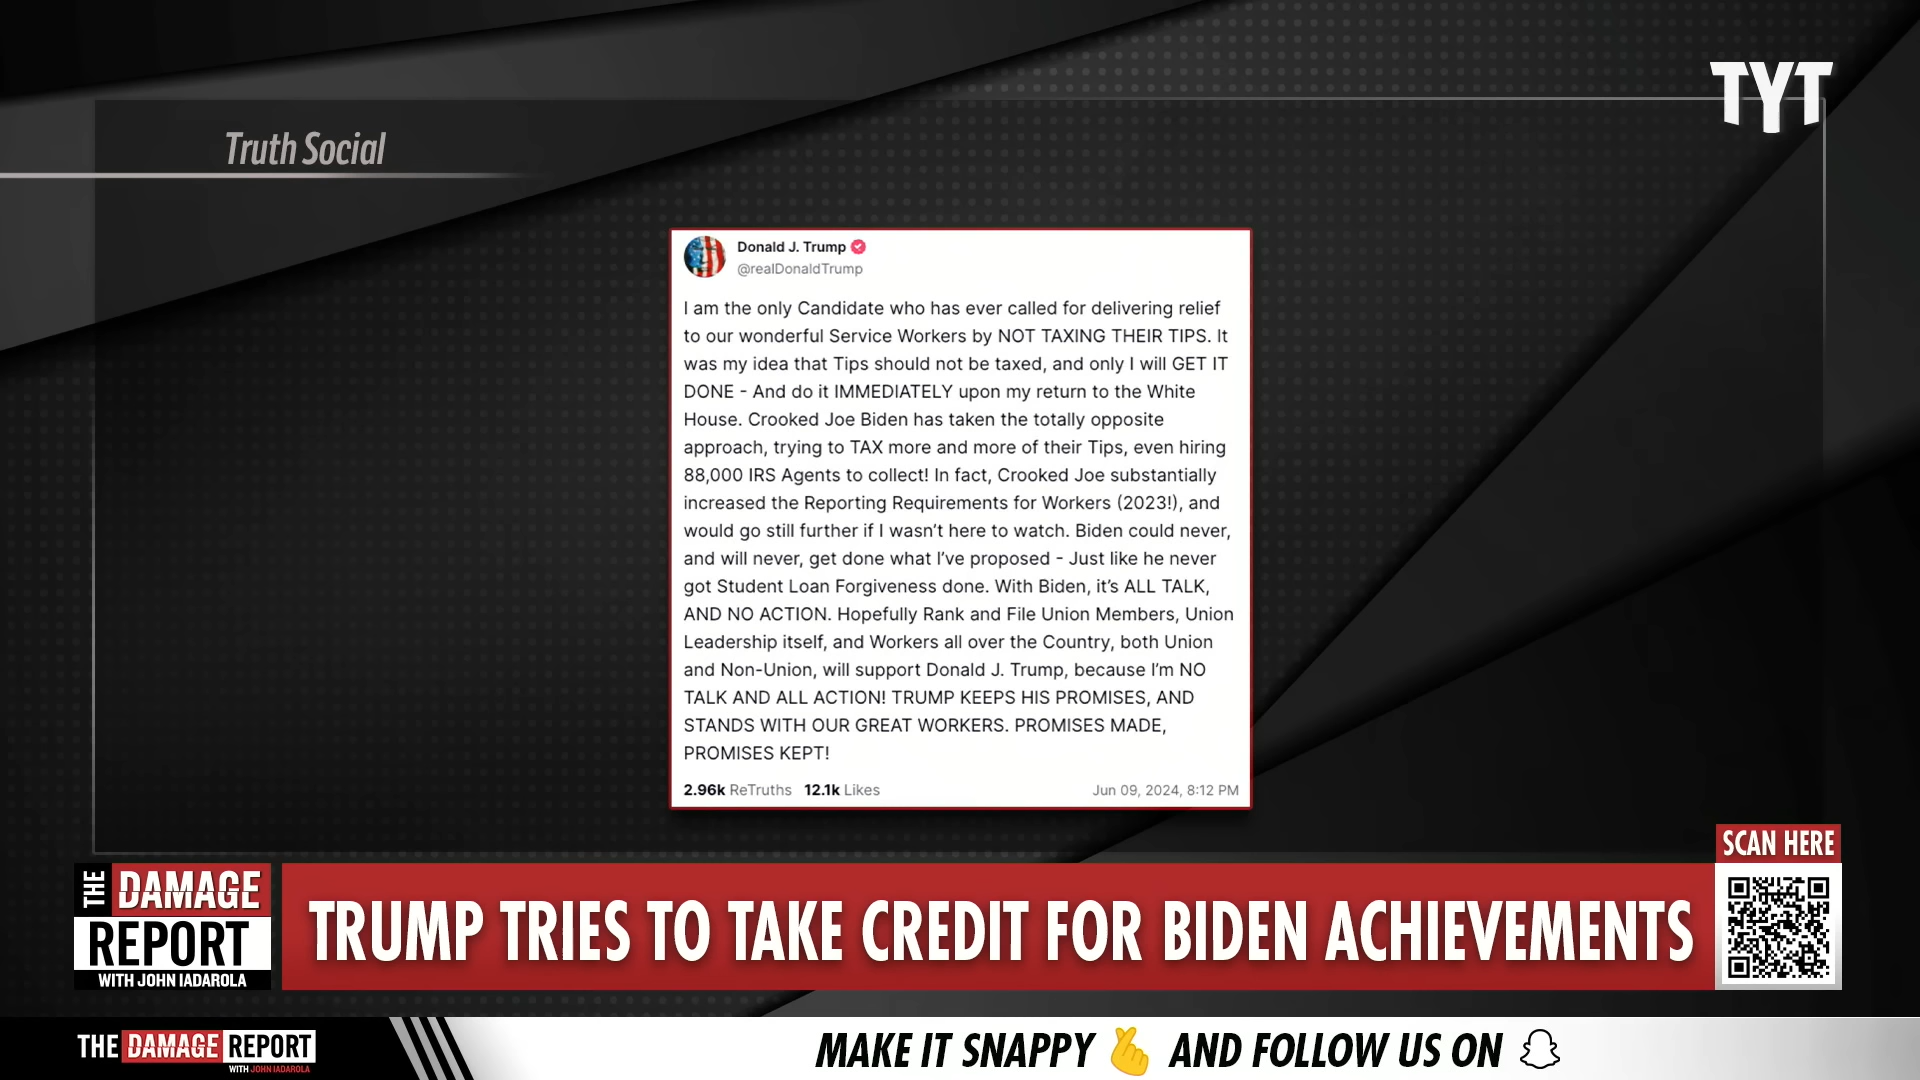 TYT
Truth Social
Donald J. Trump
@realDonaldTrump
I am the only Candidate who has ever called for delivering relief
to our wonderful Service Workers by NOT TAXING THEIR TIPS. It
was my idea that Tips should not be taxed, and only I will GET IT
DONE - And do it IMMEDIATELY upon my return to the White
House. Crooked Joe Biden has taken the totally opposite
approach, trying to TAX more and more of their Tips, even hiring
88,000 IRS Agents to collect! In fact, Crooked Joe substantially
increased the Reporting Requirements for Workers (2023!), and
would go still further if I wasn’t here to watch. Biden could never,
and will never, get done what I’ve proposed - Just like he never
got Student Loan Forgiveness done. With Biden, it’s ALL TALK,
AND NO ACTION. Hopefully Rank and File Union Members, Union
Leadership itself, and Workers all over the Country, both Union
and Non-Union, will support Donald J. Trump, because I’m NO
TALK AND ALL ACTION! TRUMP KEEPS HIS PROMISES, AND
STANDS WITH OUR GREAT WORKERS. PROMISES MADE,
PROMISES KEPT!
2.96k ReTruths 12.1k Likes Jun 09, 2024, 8:12 PM
SCAN HERE
THE DAMAGE
REPORT
WITH JOHN IADAROLA
TRUMP TRIES TO TAKE CREDIT FOR BIDEN ACHIEVEMENTS
THE DAMAGE REPORT
WITH JOHN IADAROLA
MAKE IT SNAPPY 🫰 AND FOLLOW US ON